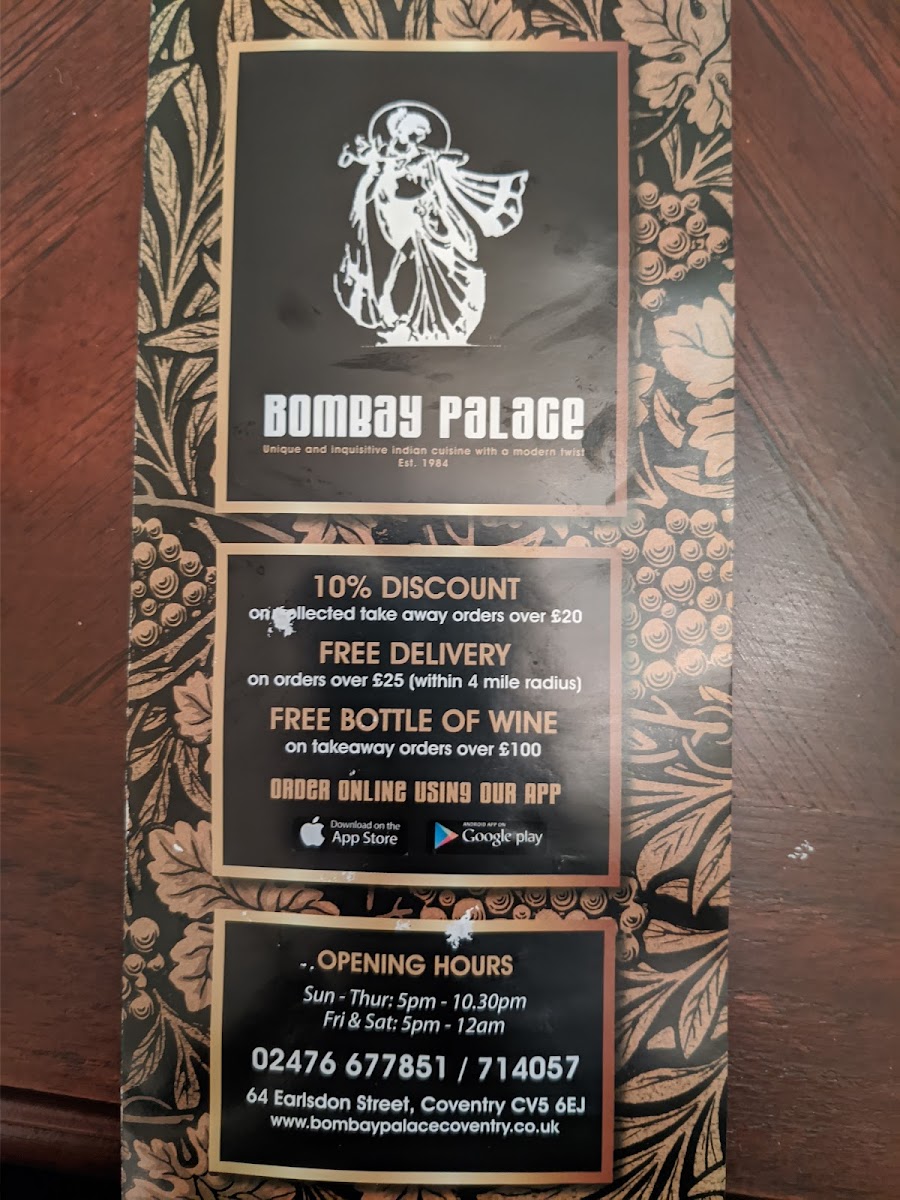 BOMBAY PALACE
Unique and Inquisitive Indian cuisine with a modern twist
Est. 1984
10% DISCOUNT
on collected take away orders over £20
FREE DELIVERY
on orders over £25 (within 4 mile radius)
FREE BOTTLE OF WINE
on takeaway orders over £100
ORDER ONLINE USING OUR APP
Download on the
App Store
ANDROID APP ON
Google play
OPENING HOURS
Sun - Thur: 5pm - 10.30pm
Fri & Sat: 5pm - 12am
02476 677851 / 714057
64 Earlsdon Street, Coventry CV5 6EJ
www.bombaypalacecoventry.co.uk